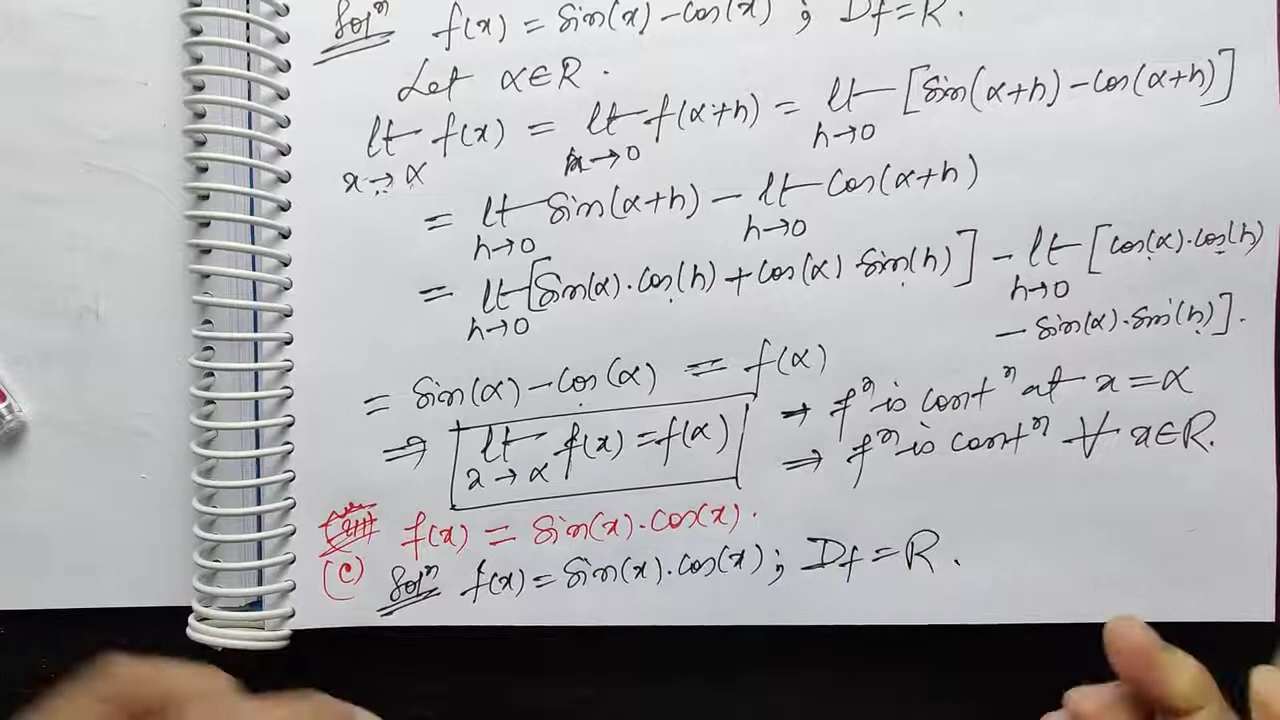 Solⁿ f(x) = Sin(x) - Cos(x) ; Df = R.
Let α∈R.
lt x→α f(x) = lt h→0 f(α+h) = lt h→0 [Sin(α+h) - Cos(α+h)]
= lt h→0 Sin(α+h) - lt h→0 Cos(α+h)
= lt h→0 [Sin(α).Cos(h) + Cos(α) Sin(h)] - lt h→0 [Cos(α).Cos(h)
- Sin(α).Sin(h)].
= Sin(α) - Cos(α) = f(α)
⇒ lt x→α f(x) = f(α) → fⁿ is contⁿ at x = α
⇒ fⁿ is contⁿ ∀ x∈R.
f(x) = Sin(x).Cos(x).
(C) Solⁿ f(x) = Sin(x).Cos(x) ; Df = R.